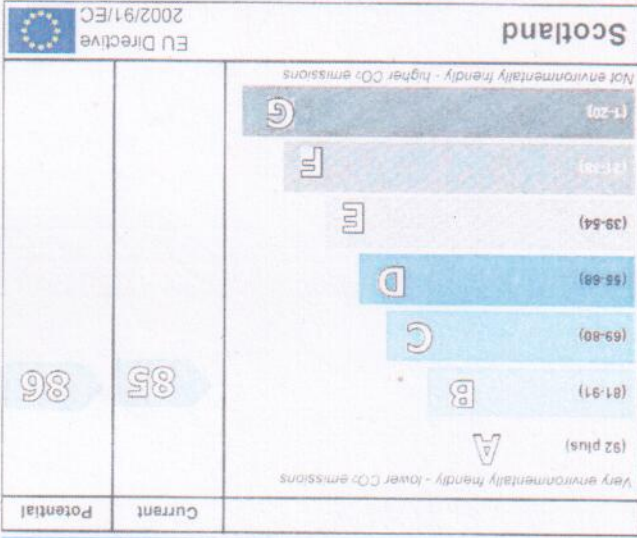 Current Potential
Very environmentally friendly - lower CO₂ emissions
(92 plus) A
(81-91) B 85 86
(69-80) C
(55-68) D
(39-54) E
(21-38) F
(1-20) G
Not environmentally friendly - higher CO₂ emissions
Scotland
EU Directive
2002/91/EC